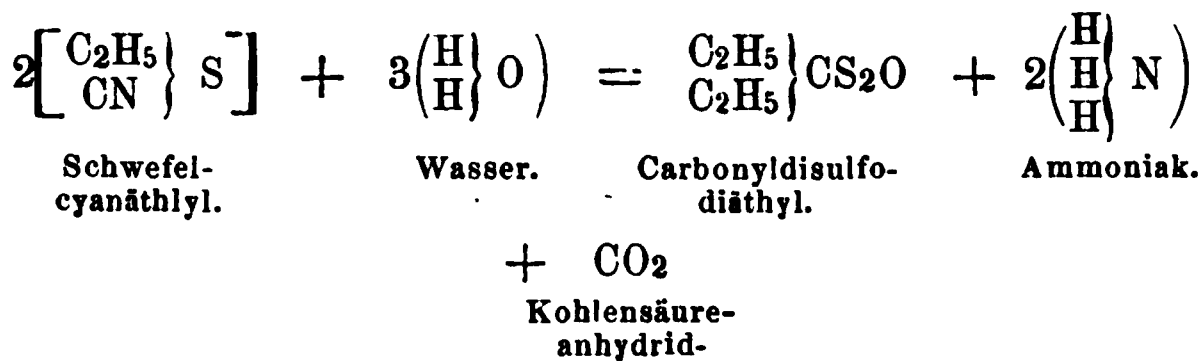 2[C2H5 CN} S] + 3(H H} O) = C2H5 C2H5}CS2O + 2(H H H} N)
Schwefel-
cyanäthlyl.
Wasser.
Carbonyldisulfo-
diäthyl.
Ammoniak.
+ CO2
Kohlensäure-
anhydrid-